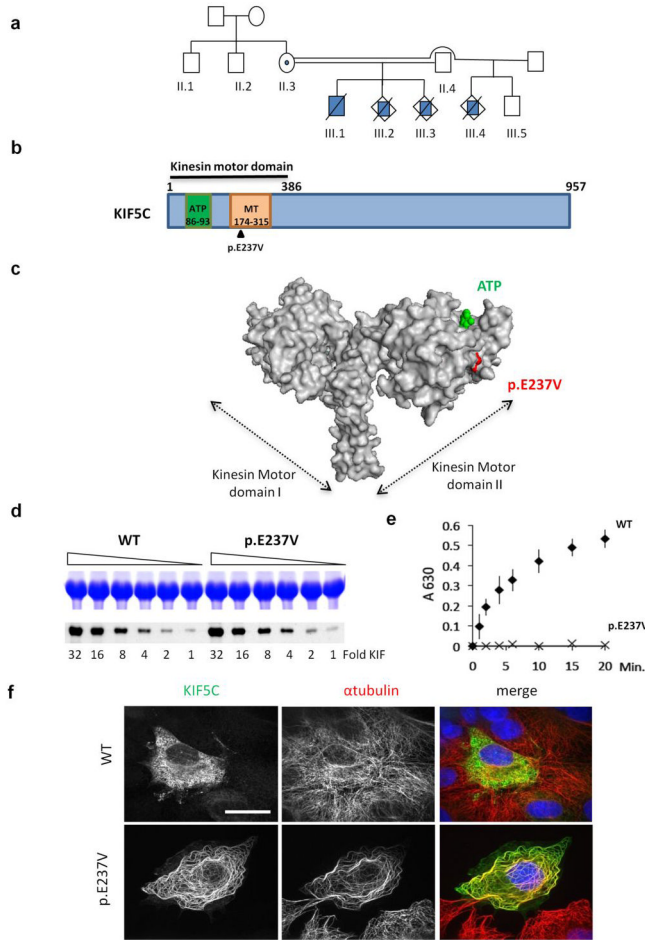 a
II.1 II.2 II.3 II.4
III.1 III.2 III.3 III.4 III.5
b
Kinesin motor domain
1 386 957
KIF5C ATP MT
86-93 174-315
p.E237V
c
ATP
p.E237V
Kinesin Motor
domain I
Kinesin Motor
domain II
d
WT p.E237V
32 16 8 4 2 1 32 16 8 4 2 1 Fold KIF
e
WT
0.6
0.5
0.4
0.3
0.2
0.1
0
A 630
p.E237V
0 5 10 15 20 Min.
f
KIF5C αtubulin merge
WT
p.E237V